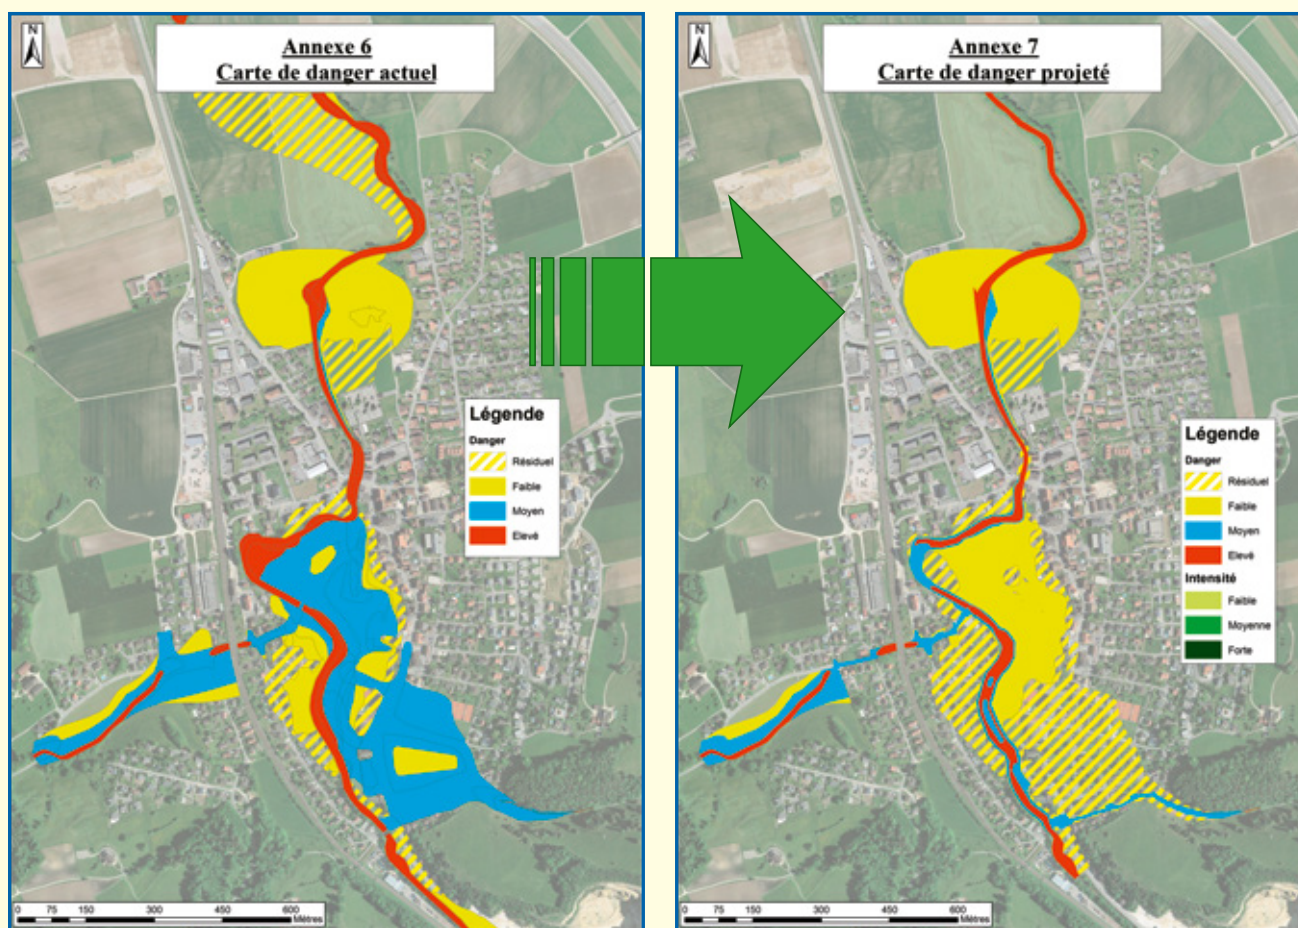 N
Annexe 6
Carte de danger actuel
Légende
Danger
Résiduel
Faible
Moyen
Elevé
0 75 150 300 450 600
Mètres
N
Annexe 7
Carte de danger projeté
Légende
Danger
Résiduel
Faible
Moyen
Elevé
Intensité
Faible
Moyenne
Forte
0 75 150 300 450 600
Mètres